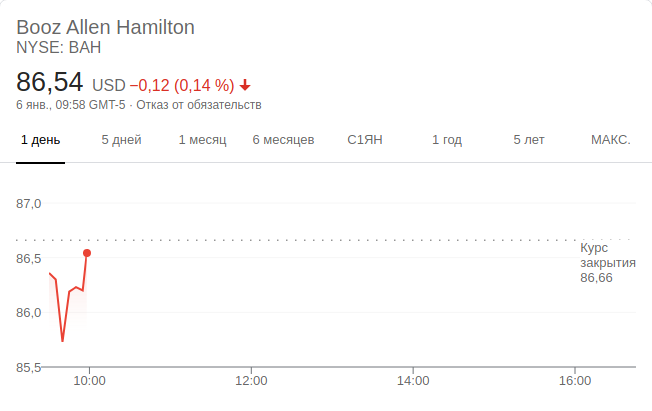 Booz Allen Hamilton
NYSE: BAH
86,54 USD −0,12 (0,14 %)
6 янв., 09:58 GMT-5 · Отказ от обязательств
1 день 5 дней 1 месяц 6 месяцев С1ЯН 1 год 5 лет МАКС.
87,0
Курс
86,5 закрытия
86,66
86,0
85,5
10:00 12:00 14:00 16:00